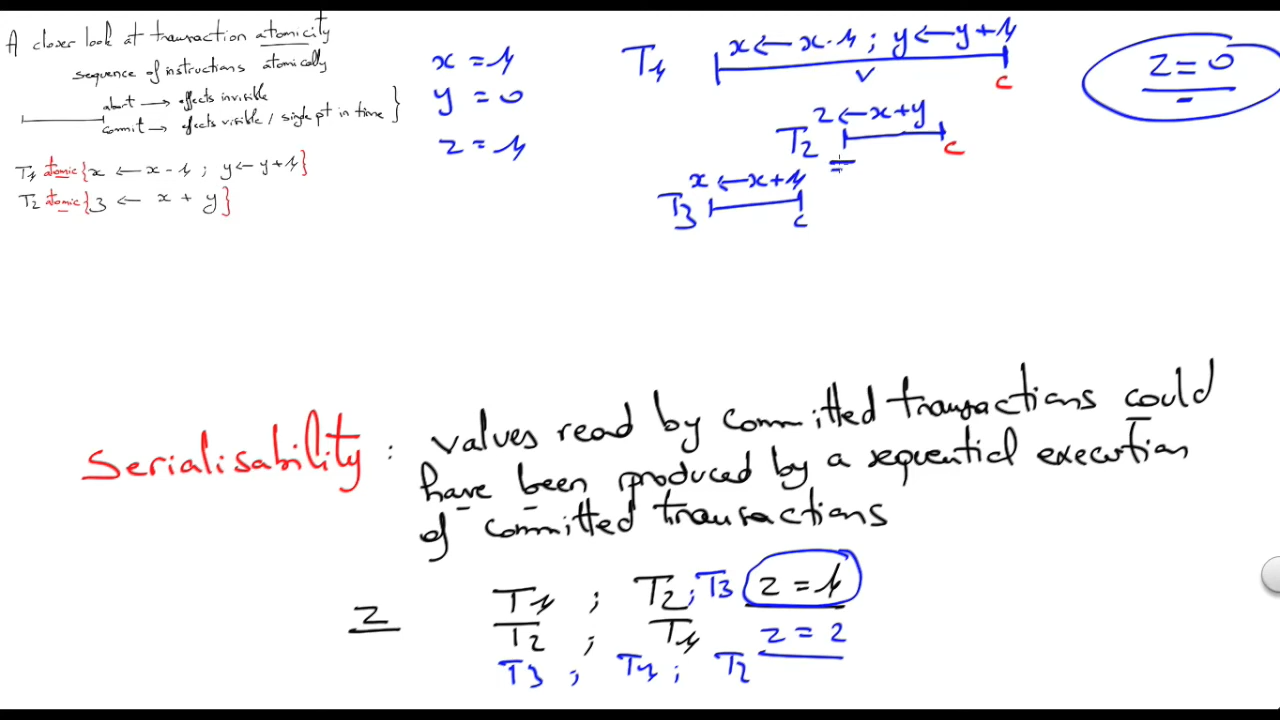 A closer look at transaction atomicity
sequence of instructions atomically
abort → effects invisible
commit → effects visible / single pt in time }
T1 atomic{x ← x - 1 ; y ← y + 1}
T2 atomic{z ← x + y}
x = 1
y = 0
z = 1
T1 x ← x - 1 ; y ← y + 1
C
T2 z ← x + y
C
T3 x ← x + 1
C
z = 0
Serialisability : values read by committed transactions could
have been produced by a sequential execution
of committed transactions
z
T1 ; T2 ; T3 z = 1
T2 ; T1 z = 2
T3 ; T1 ; T2